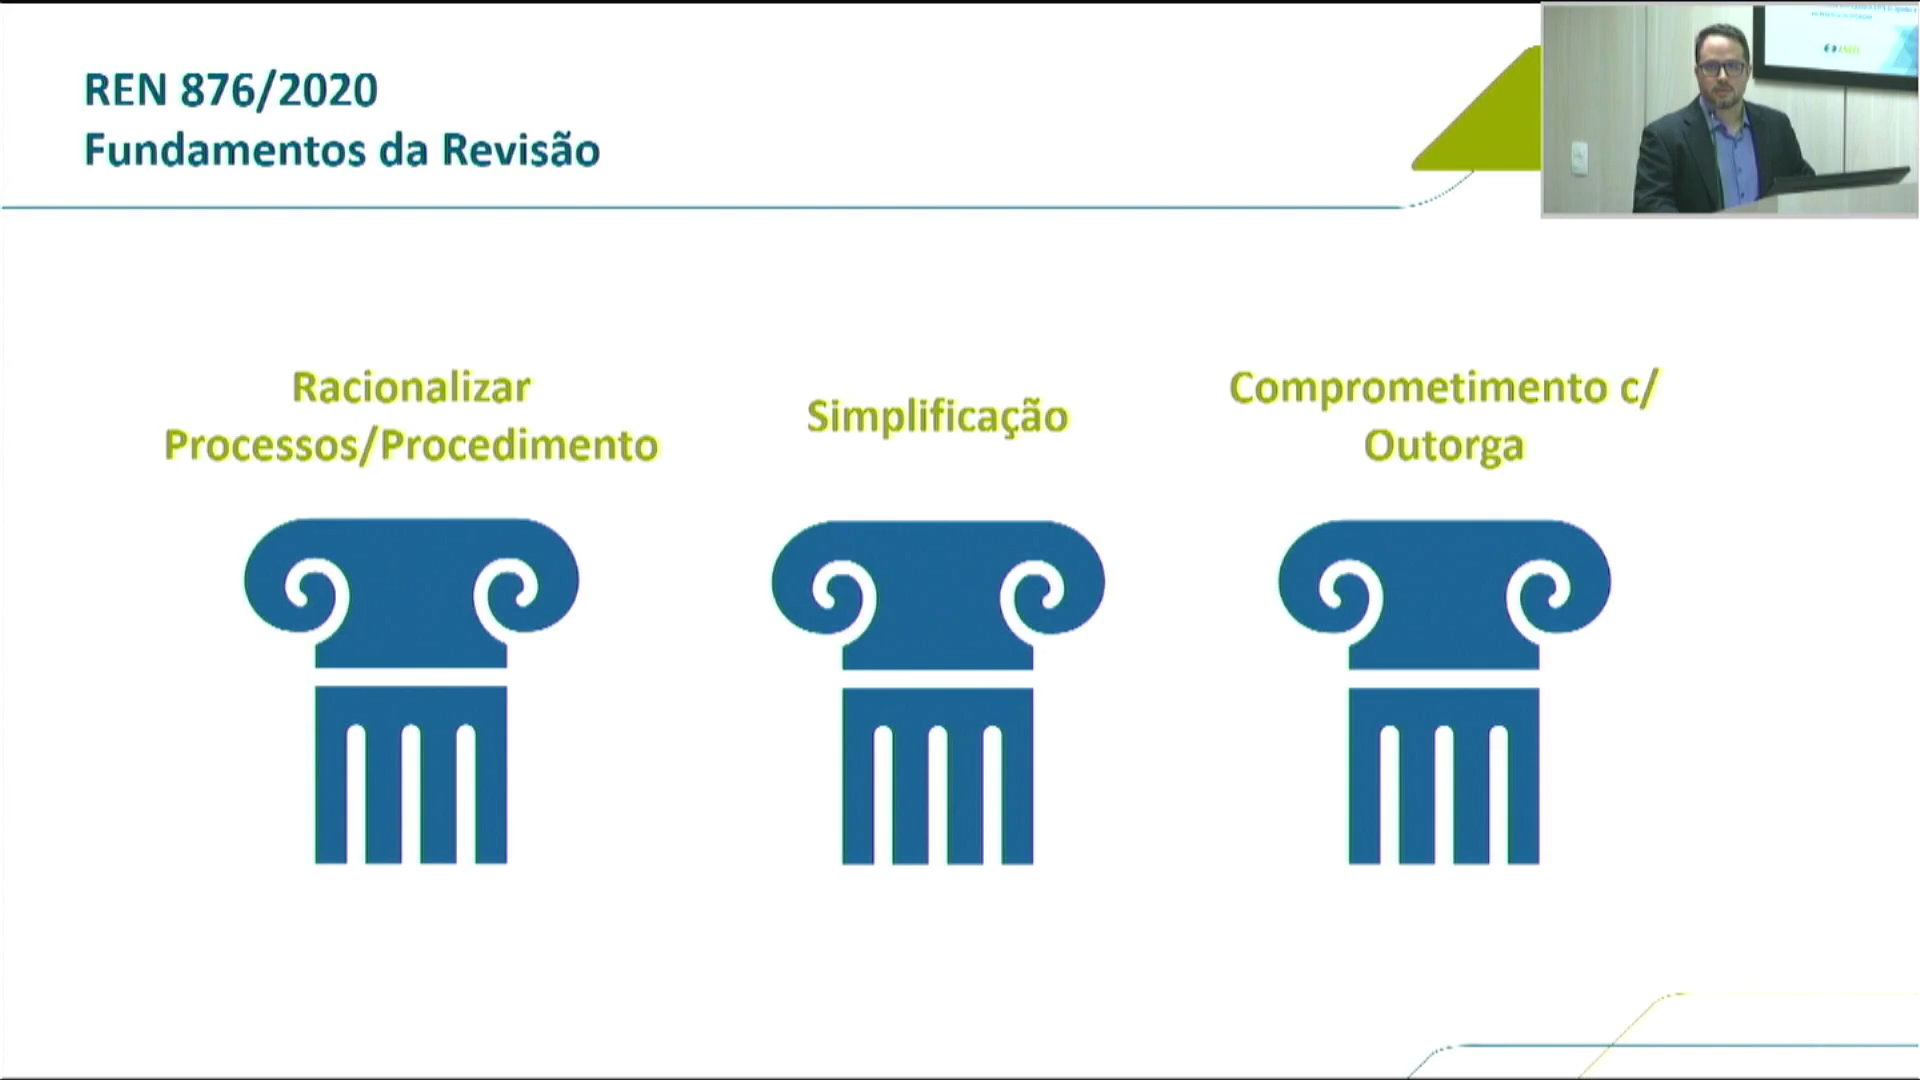 REN 876/2020
Fundamentos da Revisão
Racionalizar
Processos/Procedimento
Simplificação
Comprometimento c/
Outorga